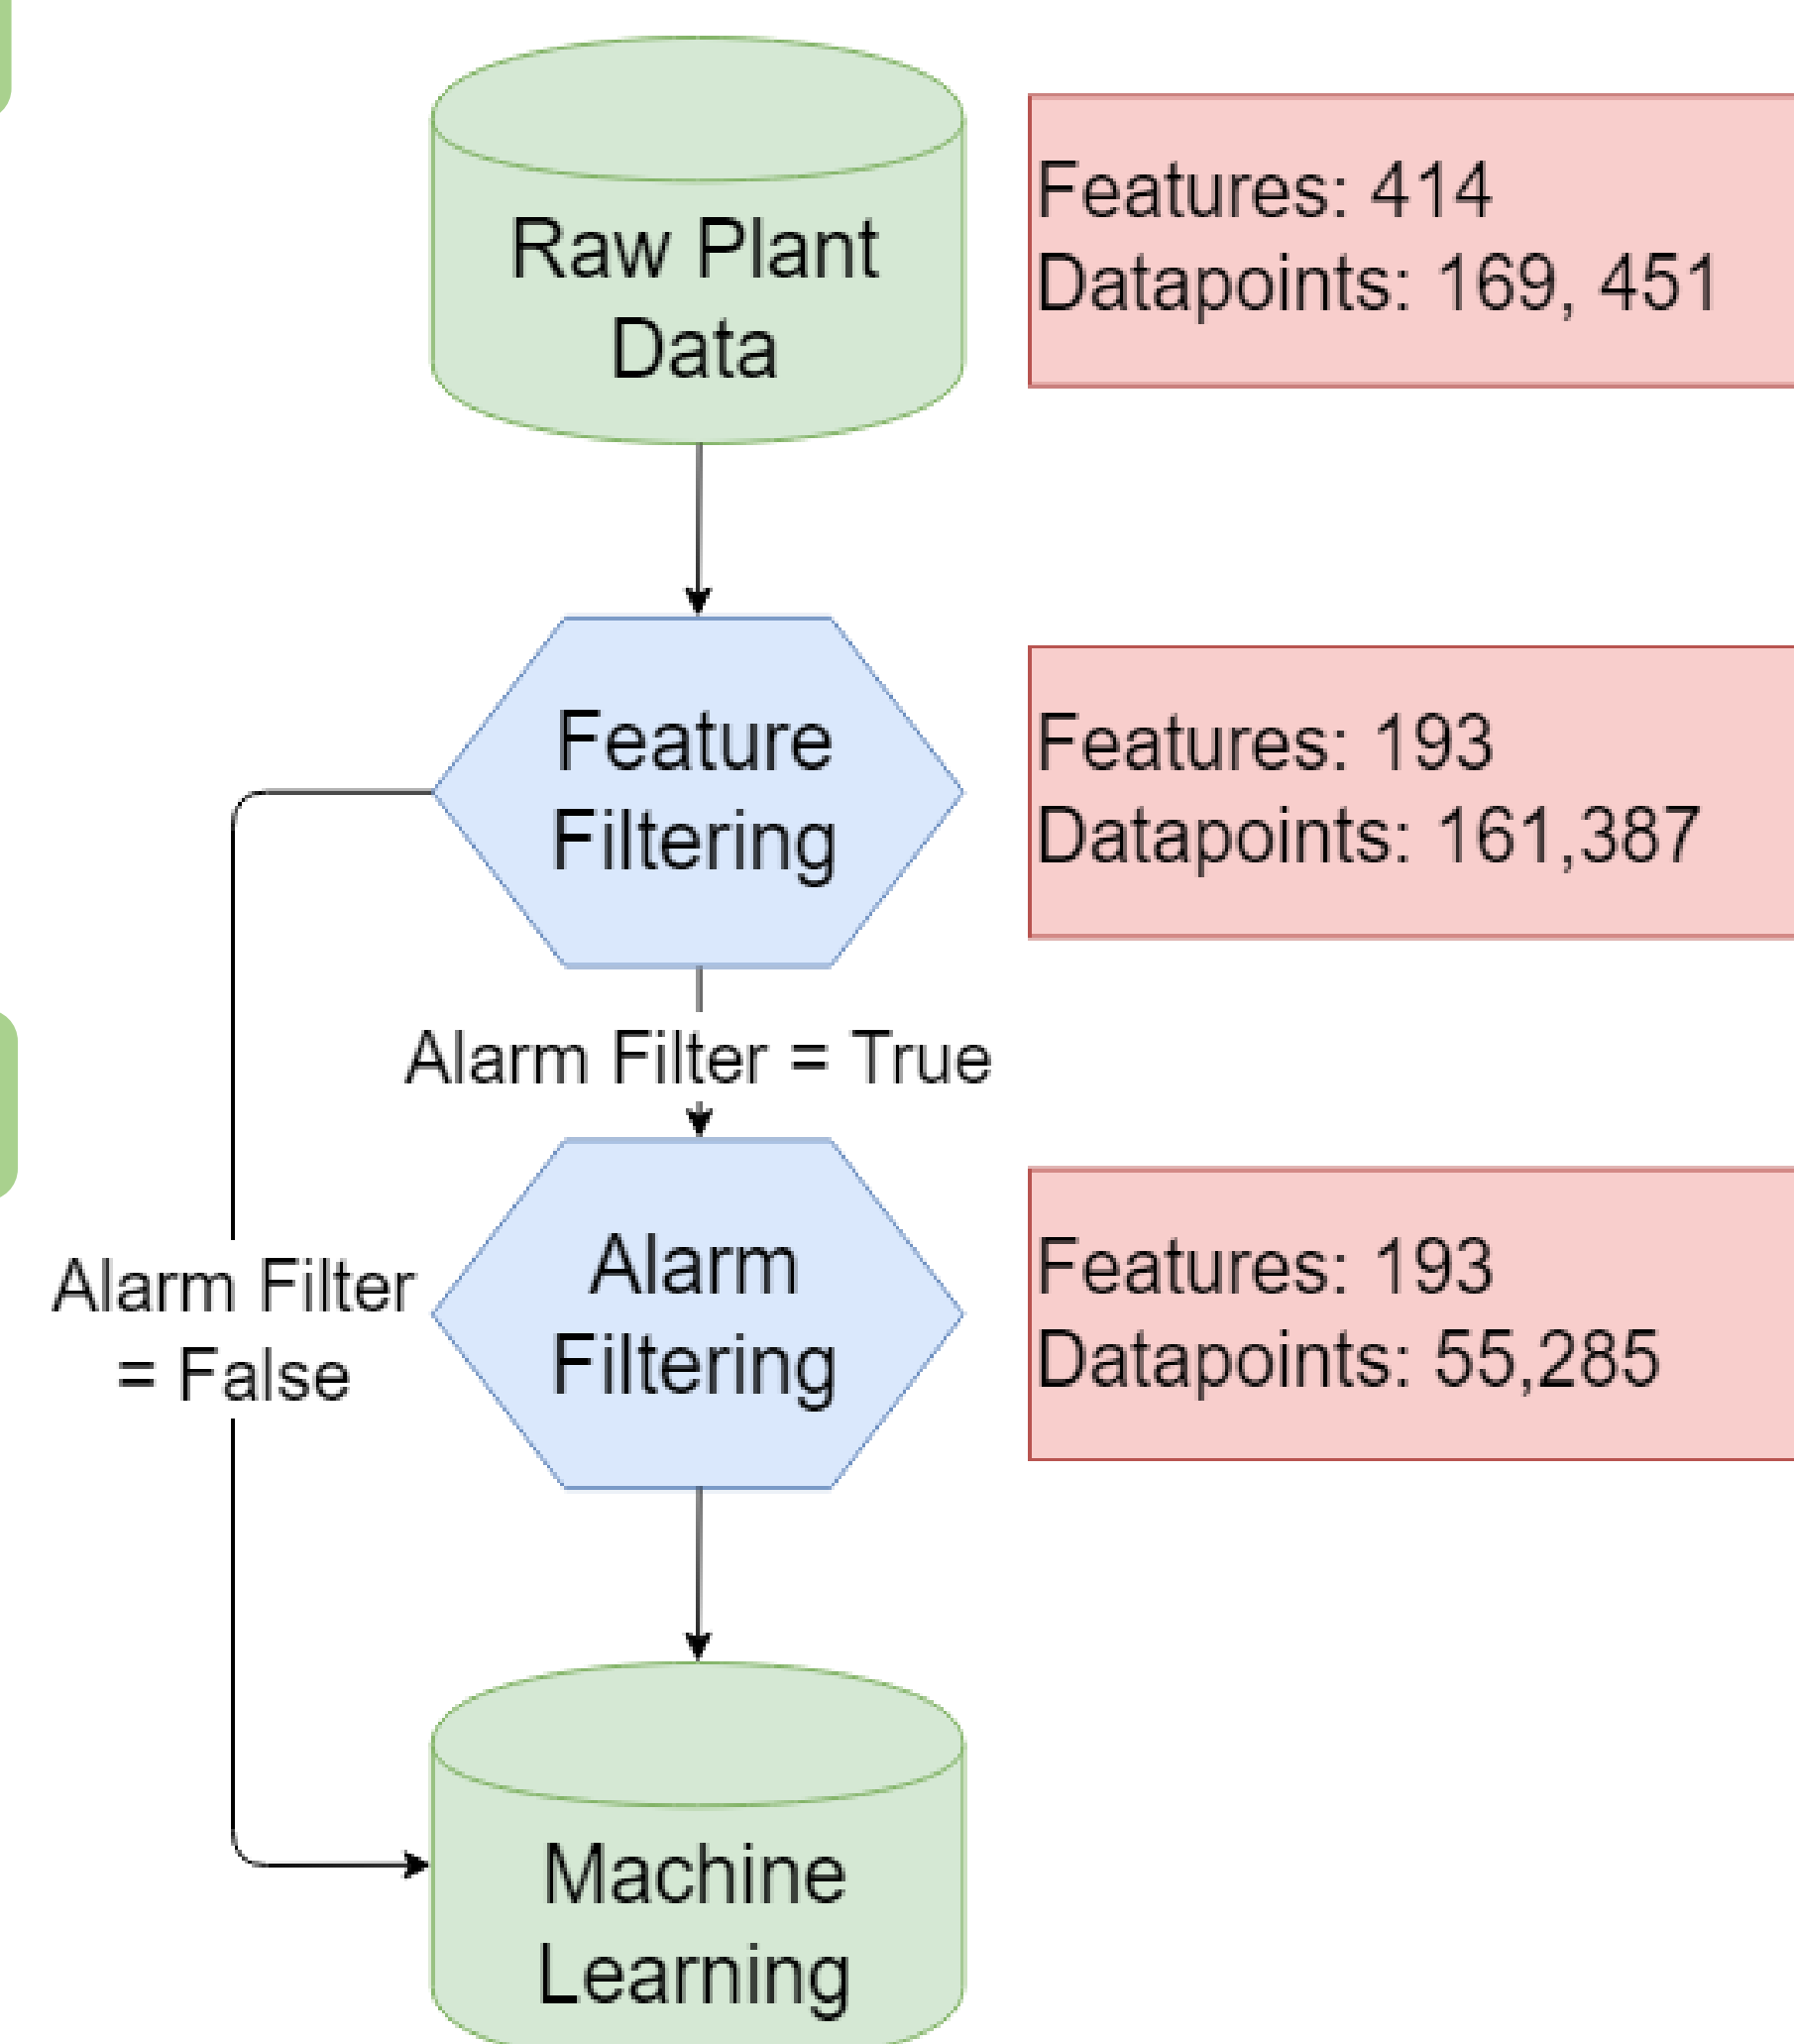 Raw Plant
Data
Features: 414
Datapoints: 169, 451
Feature
Filtering
Features: 193
Datapoints: 161,387
Alarm Filter = True
Alarm Filter
= False
Alarm
Filtering
Features: 193
Datapoints: 55,285
Machine
Learning